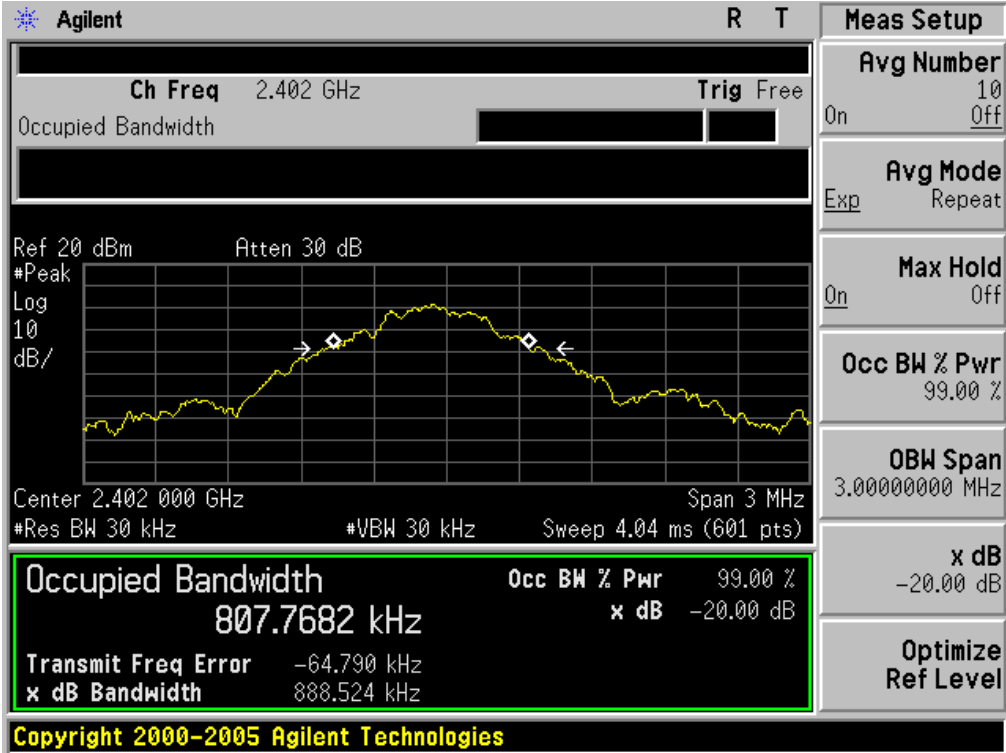 Agilent R T
Ch Freq 2.402 GHz Trig Free
Occupied Bandwidth
Ref 20 dBm Atten 30 dB
#Peak
Log
10
dB/
Center 2.402 000 GHz Span 3 MHz
#Res BW 30 kHz #VBW 30 kHz Sweep 4.04 ms (601 pts)
Occupied Bandwidth
807.7682 kHz
Occ BW % Pwr 99.00 %
x dB -20.00 dB
Transmit Freq Error -64.790 kHz
x dB Bandwidth 888.524 kHz
Copyright 2000-2005 Agilent Technologies
Meas Setup
Avg Number
10
On Off
Avg Mode
Exp Repeat
Max Hold
On Off
Occ BW % Pwr
99.00 %
OBW Span
3.00000000 MHz
x dB
-20.00 dB
Optimize
Ref Level